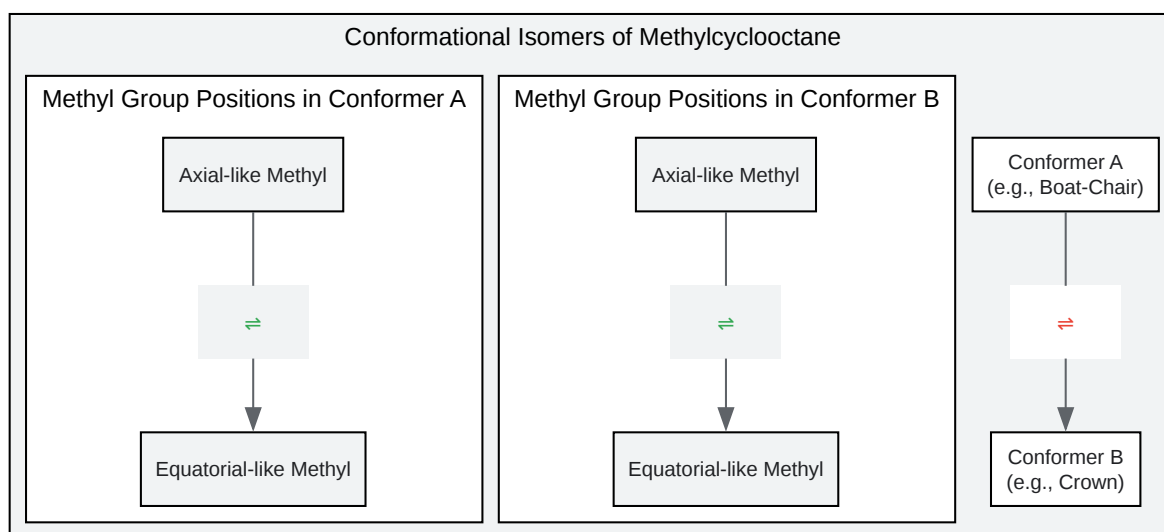 Conformational Isomers of Methylcyclooctane
Methyl Group Positions in Conformer A
Axial-like Methyl
⇌
Equatorial-like Methyl
Methyl Group Positions in Conformer B
Axial-like Methyl
⇌
Equatorial-like Methyl
Conformer A
(e.g., Boat-Chair)
⇌
Conformer B
(e.g., Crown)